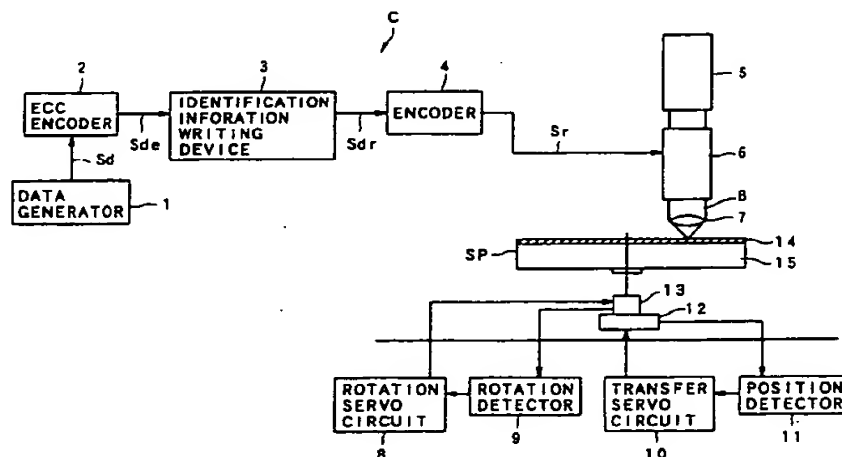 C
2
3
4
5
ECC
ENCODER
Sde
IDENTIFICATION
INFORATION
WRITING
DEVICE
Sdr
ENCODER
Sr
6
Sd
B
7
DATA
GENERATOR
1
SP
14
15
13
12
ROTATION
SERVO
CIRCUIT
ROTATION
DETECTOR
TRANSFER
SERVO
CIRCUIT
POSITION
DETECTOR
8
9
10
11